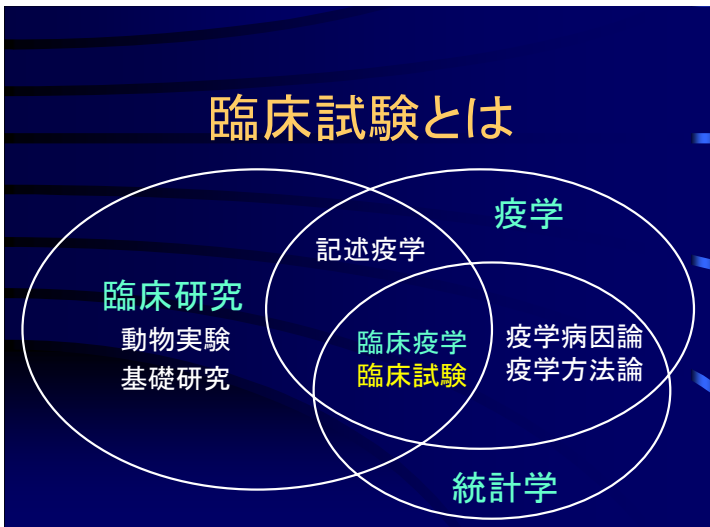 臨床試験とは
疫学
記述疫学
臨床研究
動物実験
基礎研究
臨床疫学
臨床試験
疫学病因論
疫学方法論
統計学